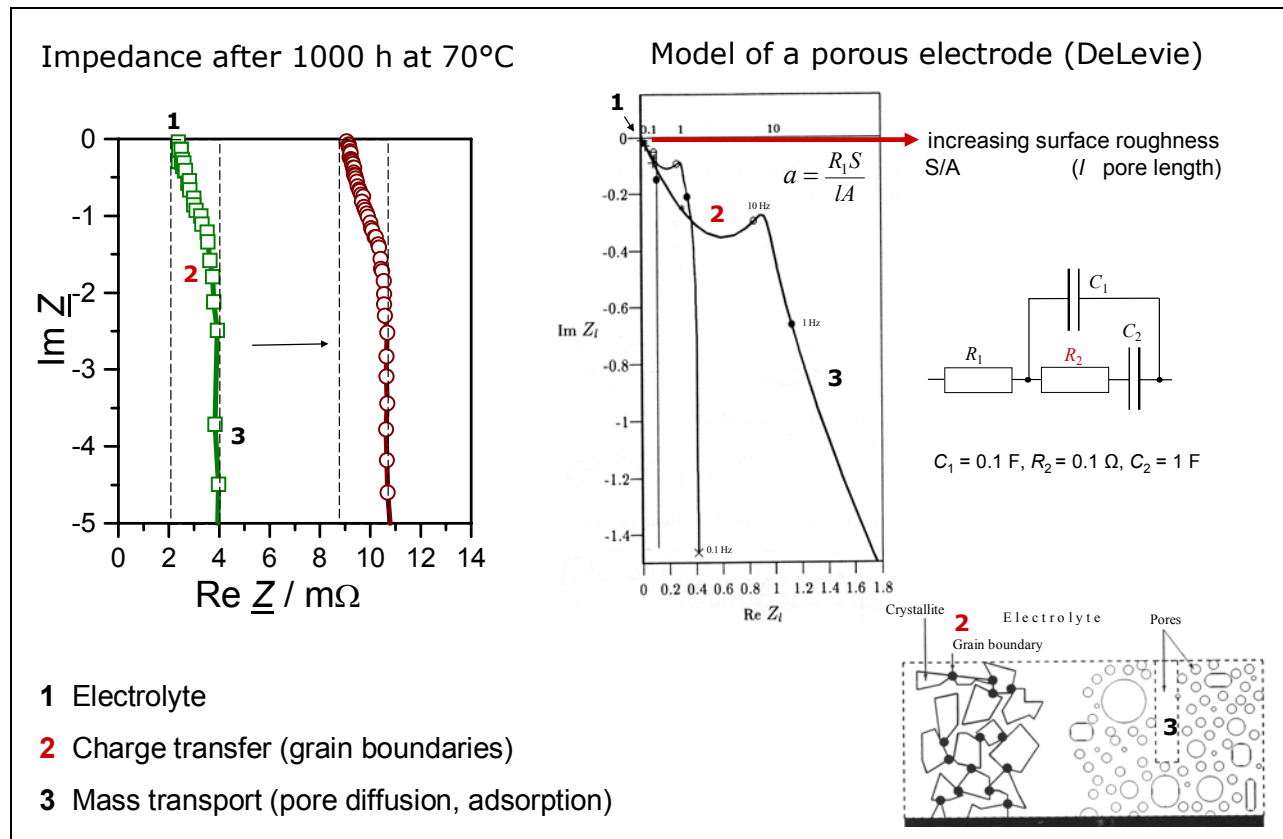 Impedance after 1000 h at 70°C
1
0
-1
-2
-3
-4
-5
2
3
0 2 4 6 8 10 12 14
Im Z
Re Z / mΩ
Model of a porous electrode (DeLevie)
1
0.1 1 10
0
-0.2
-0.4
-0.6
-0.8
-1
-1.2
-1.4
Im Zₗ
a = R₁S / lA
2
10 Hz
1 Hz
3
0.1 Hz
0 0.2 0.4 0.6 0.8 1 1.2 1.4 1.6 1.8
Re Zₗ
increasing surface roughness
S/A (l pore length)
C₁
C₂
R₁ R₂
C₁ = 0.1 F, R₂ = 0.1 Ω, C₂ = 1 F
Crystallite 2 Electrolyte Pores
Grain boundary
3
1 Electrolyte
2 Charge transfer (grain boundaries)
3 Mass transport (pore diffusion, adsorption)